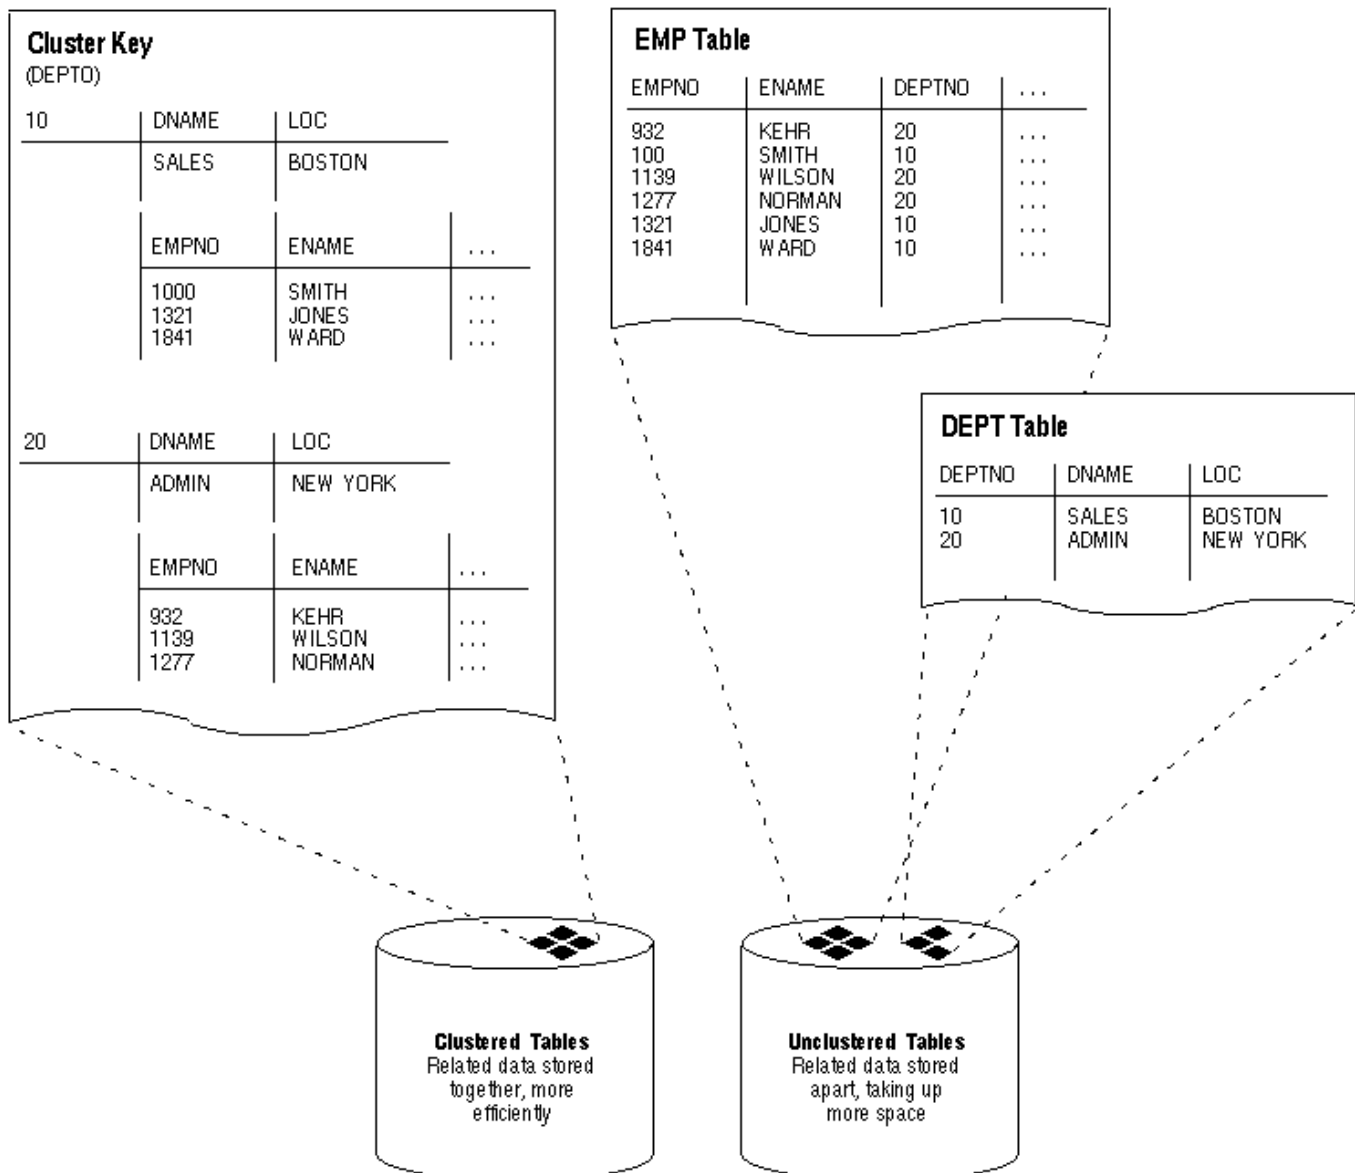 Cluster Key
(DEPTO)
10 DNAME LOC
SALES BOSTON
EMPNO ENAME ...
1000 SMITH ...
1321 JONES ...
1841 WARD ...
20 DNAME LOC
ADMIN NEW YORK
EMPNO ENAME ...
932 KEHR ...
1139 WILSON ...
1277 NORMAN ...
EMP Table
EMPNO ENAME DEPTNO ...
932 KEHR 20 ...
100 SMITH 10 ...
1139 WILSON 20 ...
1277 NORMAN 20 ...
1321 JONES 10 ...
1841 WARD 10 ...
DEPT Table
DEPTNO DNAME LOC
10 SALES BOSTON
20 ADMIN NEW YORK
Clustered Tables
Related data stored
together, more
efficiently
Unclustered Tables
Related data stored
apart, taking up
more space